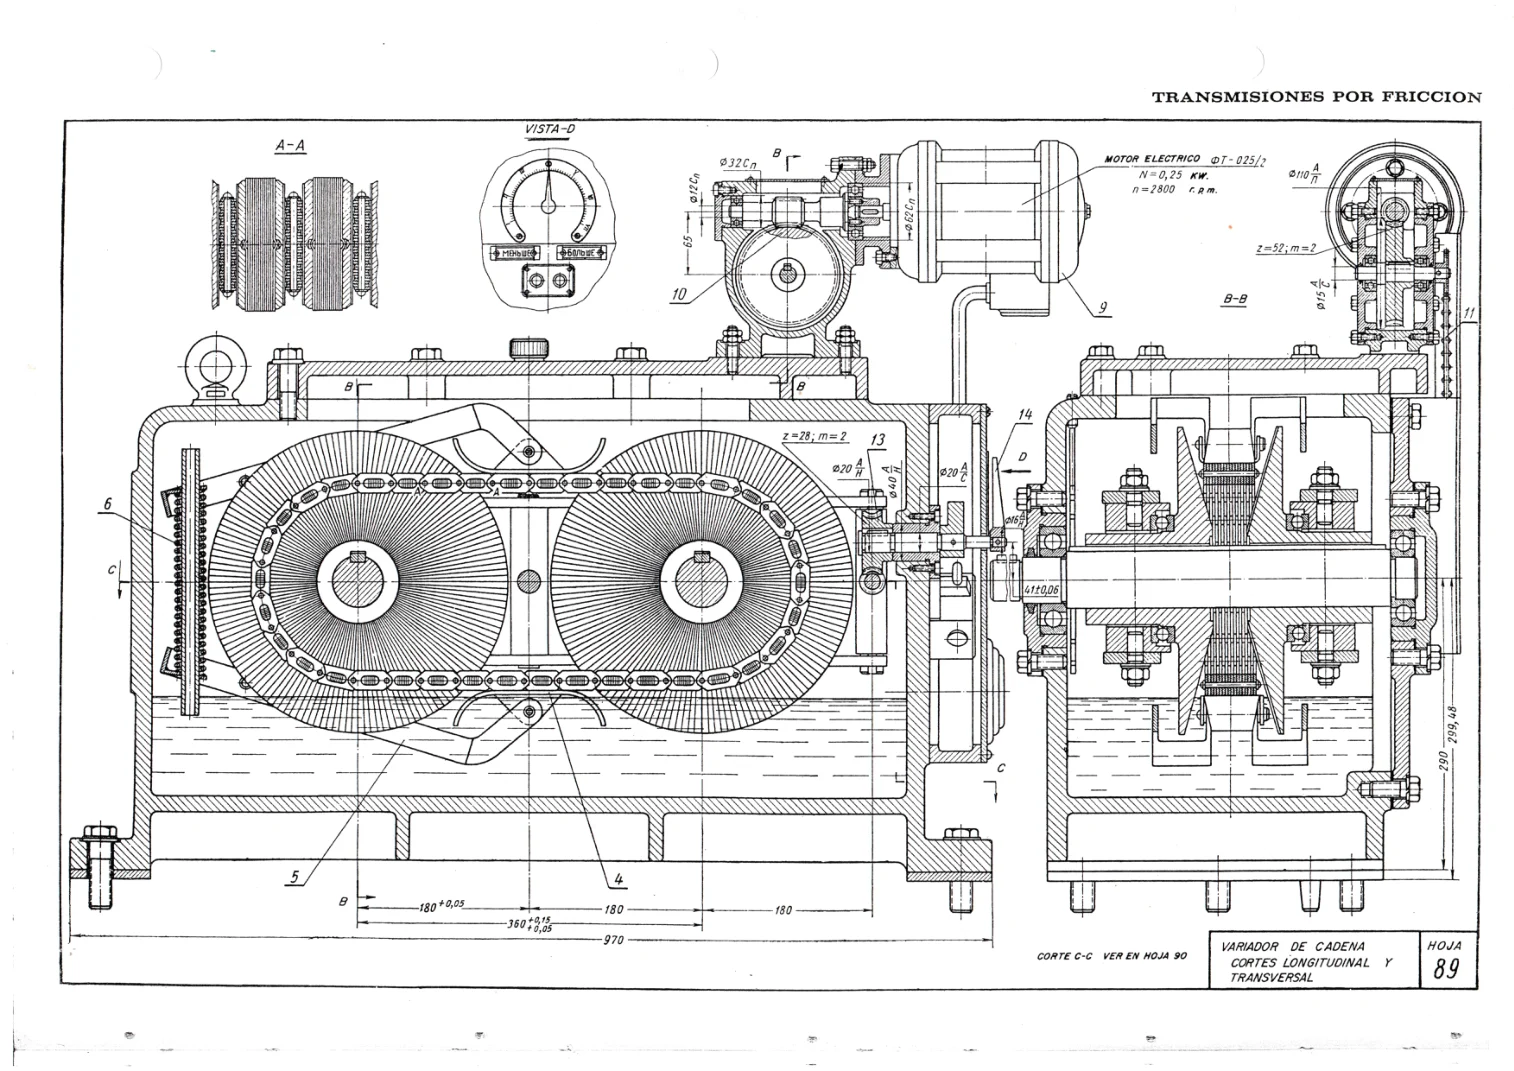 TRANSMISIONES POR FRICCION
A-A
VISTA-D
МЕНЬШЕ
БОЛЬШЕ
B
Ø32Cп
Ø12Cп
65
Ø62Cп
10
MOTOR ELECTRICO ФТ-025/2
N=0,25 KW.
n=2800 r.p.m.
9
Ø110 A/П
z=52; m=2
Ø15 A/C
B-B
11
B
B
z=28; m=2
13
Ø20 A/H
Ø40 A/H
Ø20 A/C
14
D
6
A
A
C
41±0,06
C
290
299,48
5
4
B
180+0,05
180
180
360+0,15
+0,05
970
CORTE C-C VER EN HOJA 90
VARIADOR DE CADENA
CORTES LONGITUDINAL Y
TRANSVERSAL
HOJA
89